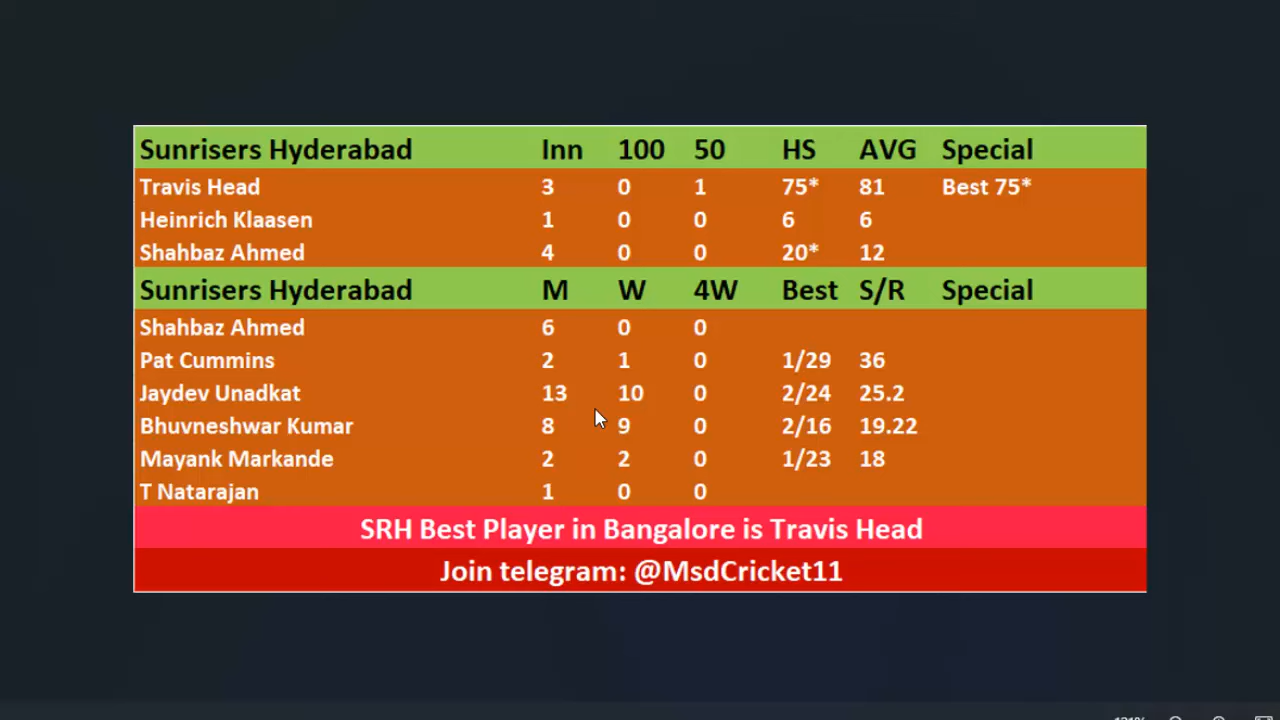 Sunrisers Hyderabad Inn 100 50 HS AVG Special
Travis Head 3 0 1 75* 81 Best 75*
Heinrich Klaasen 1 0 0 6 6
Shahbaz Ahmed 4 0 0 20* 12
Sunrisers Hyderabad M W 4W Best S/R Special
Shahbaz Ahmed 6 0 0
Pat Cummins 2 1 0 1/29 36
Jaydev Unadkat 13 10 0 2/24 25.2
Bhuvneshwar Kumar 8 9 0 2/16 19.22
Mayank Markande 2 2 0 1/23 18
T Natarajan 1 0 0
SRH Best Player in Bangalore is Travis Head
Join telegram: @MsdCricket11